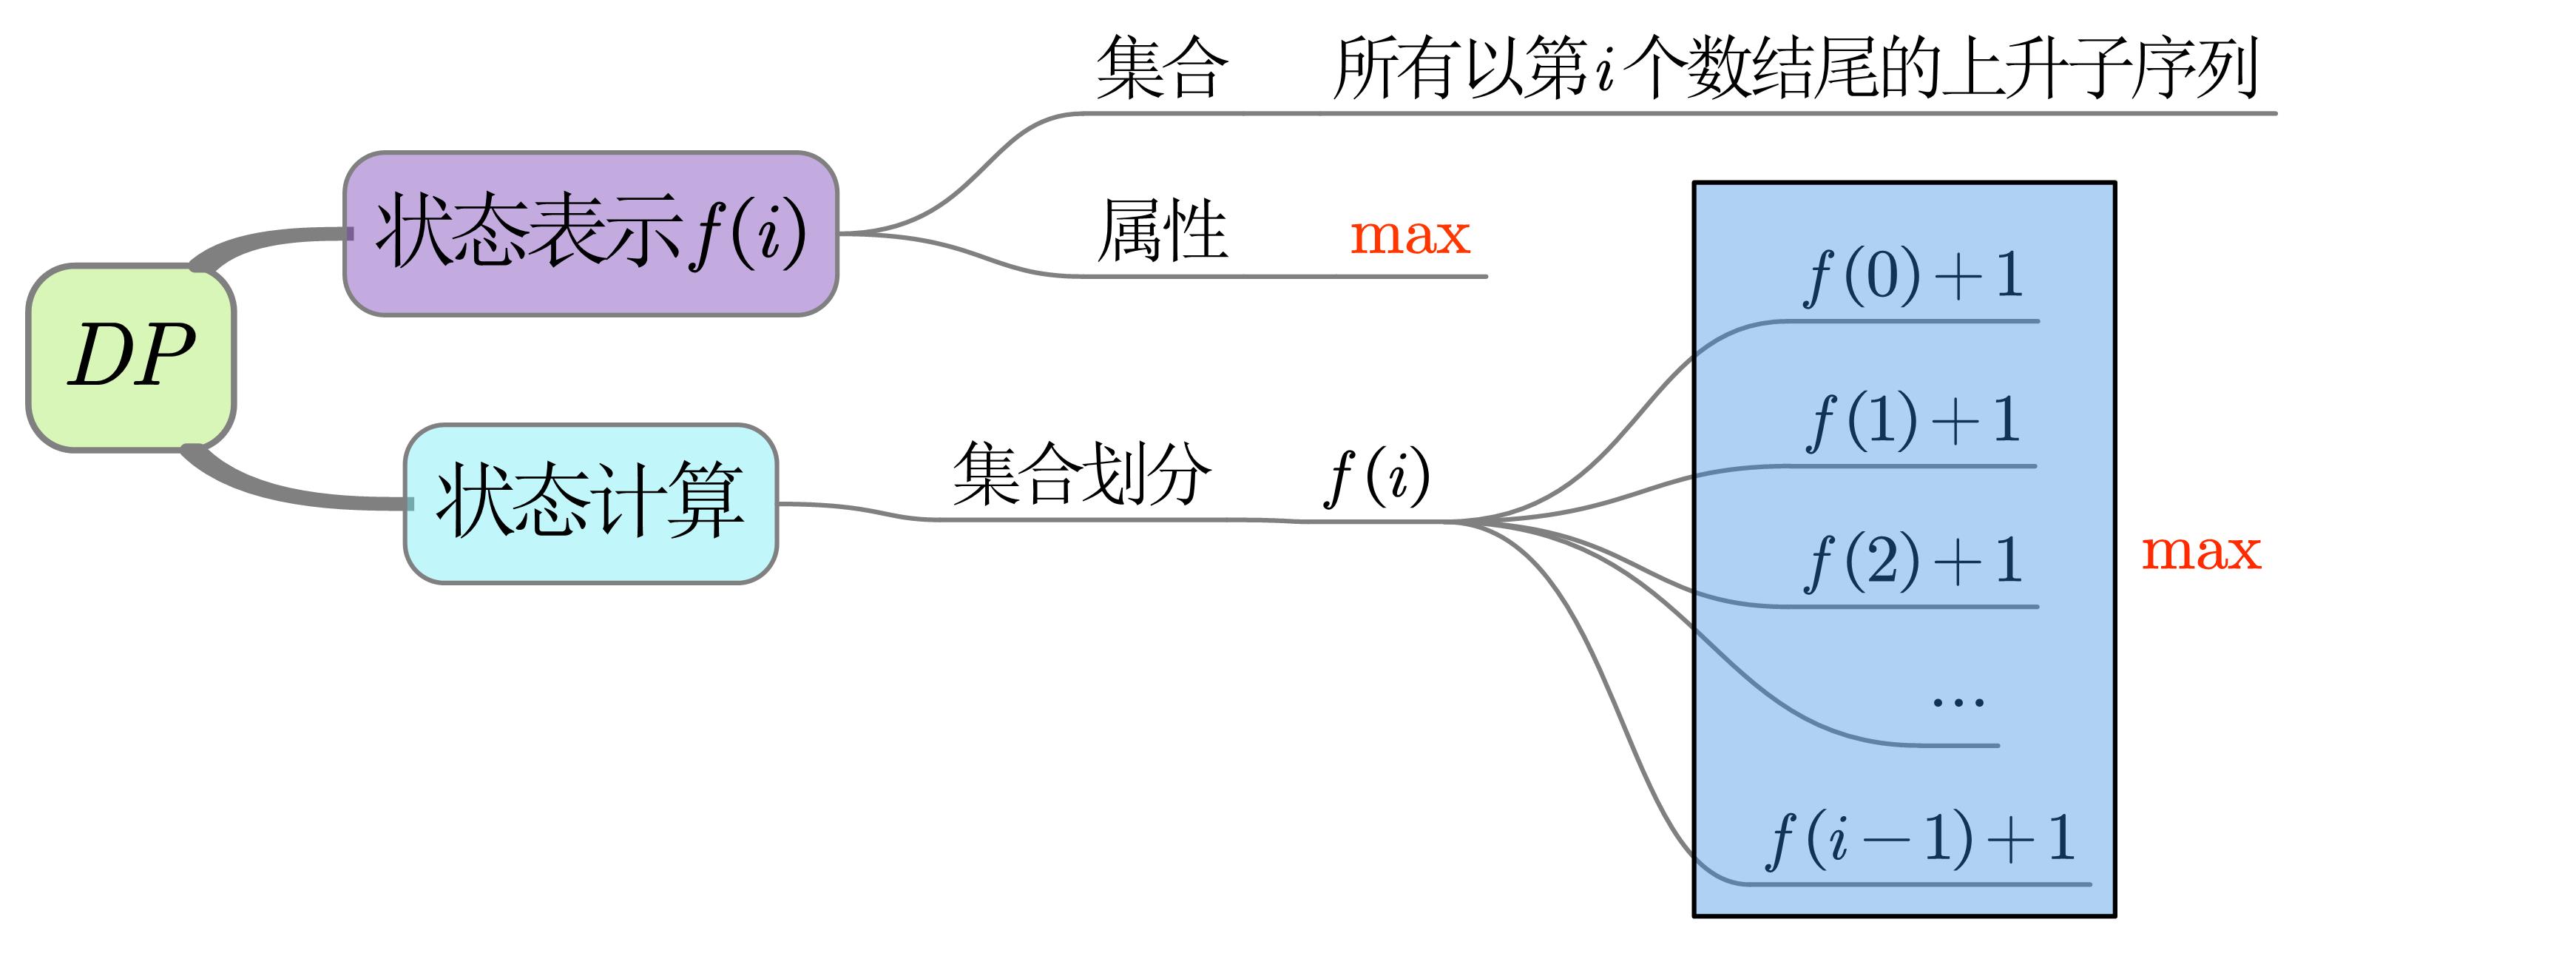 DP
状态表示f(i)
集合 所有以第i个数结尾的上升子序列
属性 max
状态计算
集合划分 f(i)
f(0)+1
f(1)+1
f(2)+1
...
f(i-1)+1
max